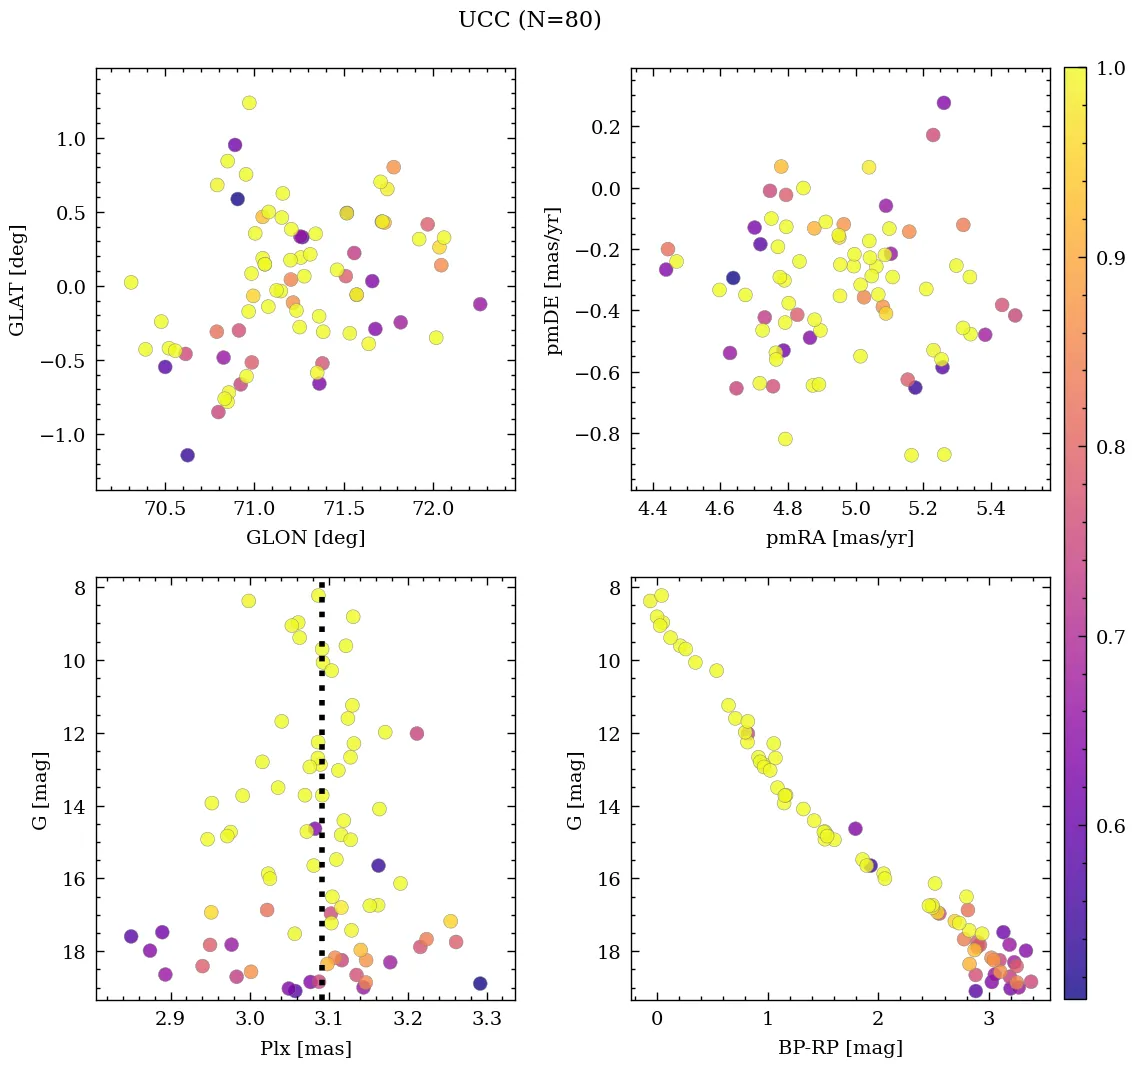 UCC (N=80)
1.0
0.5
0.0
−0.5
−1.0
GLAT [deg]
70.5 71.0 71.5 72.0
GLON [deg]
0.2
0.0
−0.2
−0.4
−0.6
−0.8
pmDE [mas/yr]
4.4 4.6 4.8 5.0 5.2 5.4
pmRA [mas/yr]
8
10
12
14
16
18
G [mag]
2.9 3.0 3.1 3.2 3.3
Plx [mas]
8
10
12
14
16
18
G [mag]
0 1 2 3
BP-RP [mag]
1.0
0.9
0.8
0.7
0.6